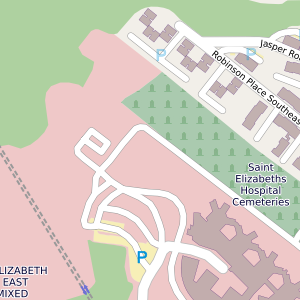 Jasper Ro
Robinson Place Southeas
Saint
Elizabeths
Hospital
Cemeteries
P
P
P
LIZABETH
EAST
MIXED